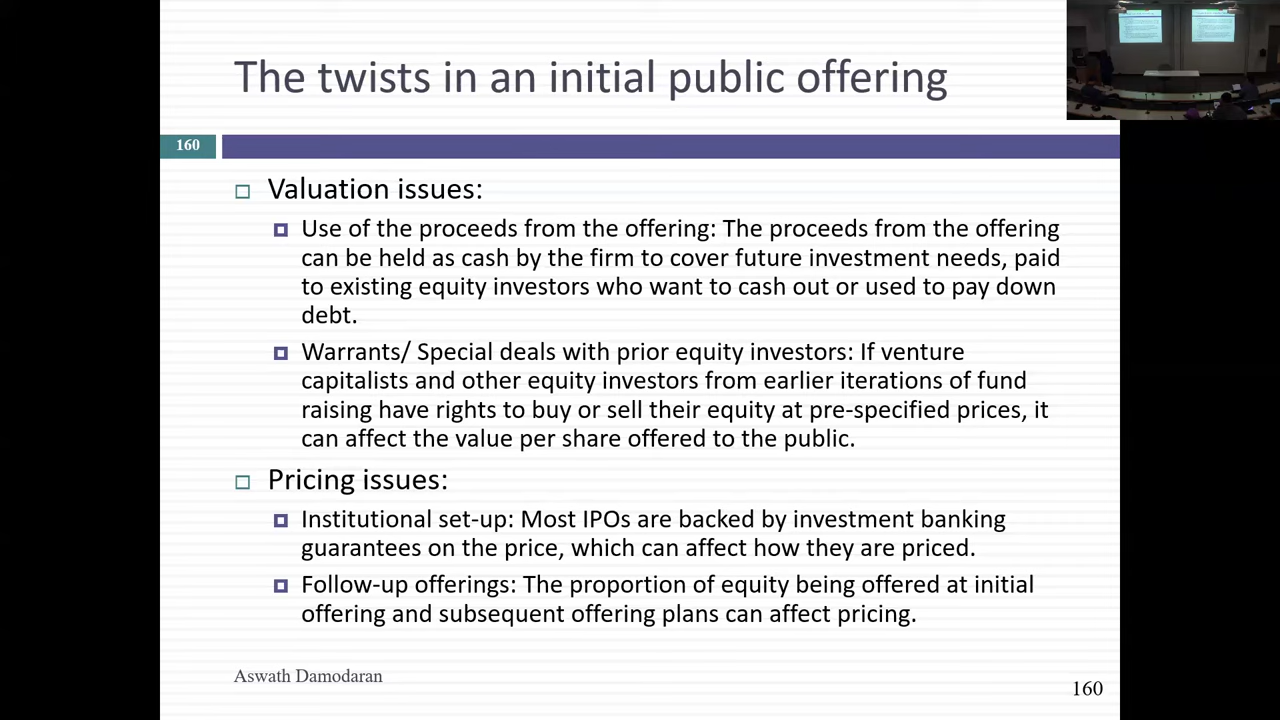 The twists in an initial public offering
160
Valuation issues:
Use of the proceeds from the offering: The proceeds from the offering
can be held as cash by the firm to cover future investment needs, paid
to existing equity investors who want to cash out or used to pay down
debt.
Warrants/ Special deals with prior equity investors: If venture
capitalists and other equity investors from earlier iterations of fund
raising have rights to buy or sell their equity at pre-specified prices, it
can affect the value per share offered to the public.
Pricing issues:
Institutional set-up: Most IPOs are backed by investment banking
guarantees on the price, which can affect how they are priced.
Follow-up offerings: The proportion of equity being offered at initial
offering and subsequent offering plans can affect pricing.
Aswath Damodaran
160